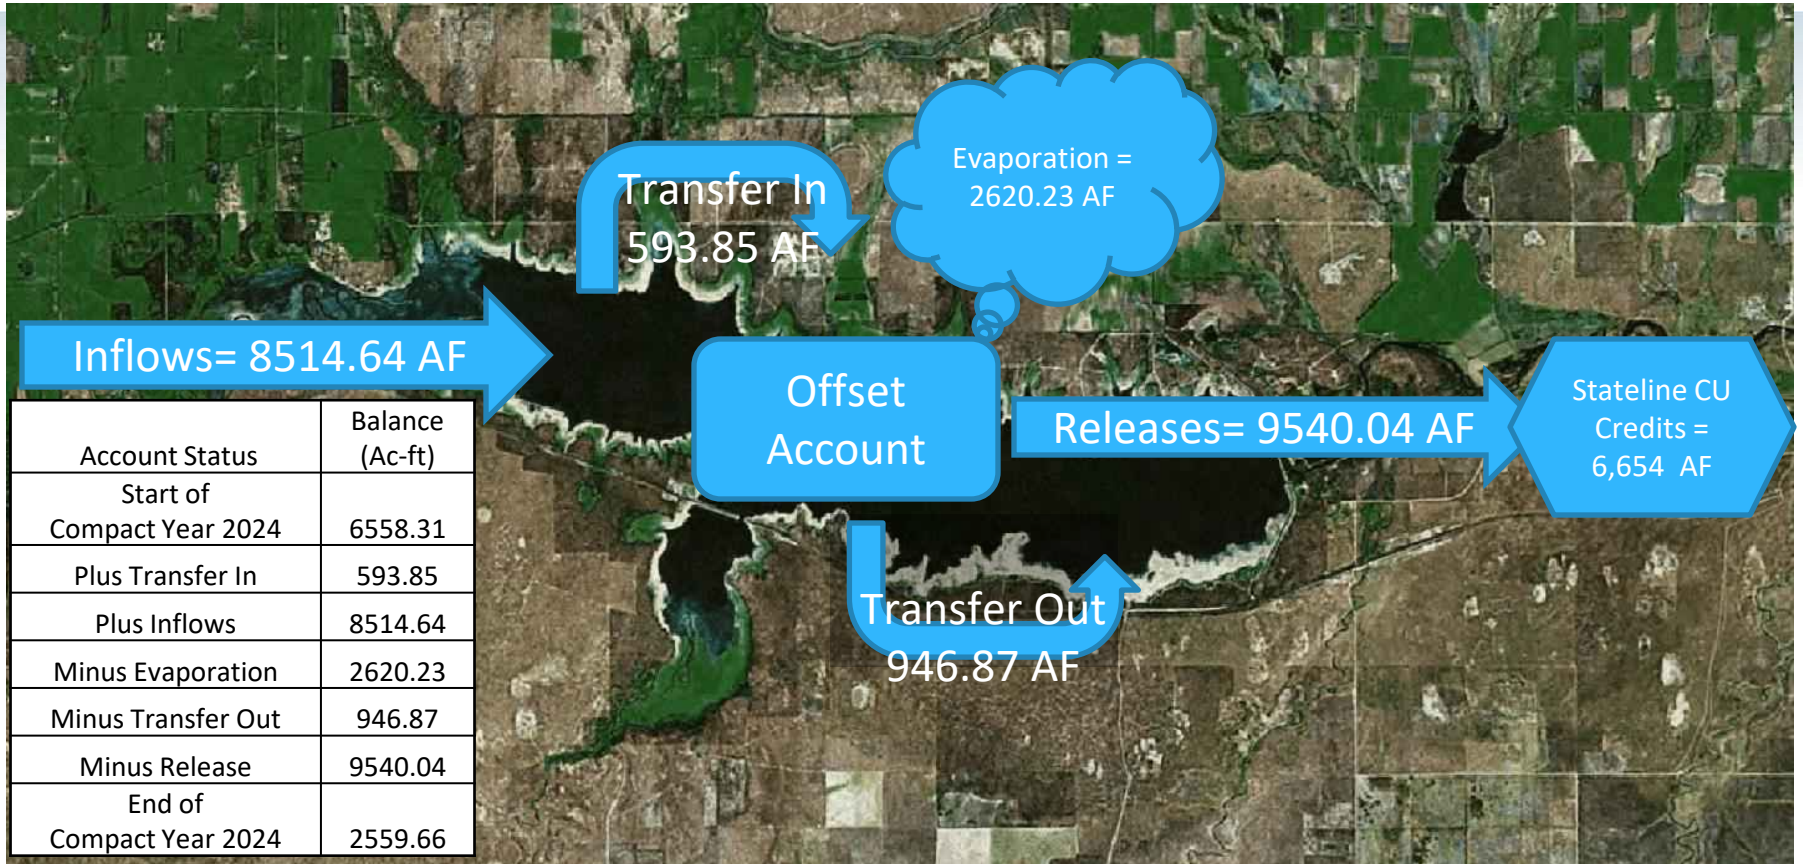 Transfer In
593.85 AF
Evaporation =
2620.23 AF
Inflows= 8514.64 AF
Offset
Account
Releases= 9540.04 AF
Stateline CU
Credits =
6,654 AF
Transfer Out
946.87 AF
Account Status
Balance
(Ac-ft)
Start of
Compact Year 2024
6558.31
Plus Transfer In
593.85
Plus Inflows
8514.64
Minus Evaporation
2620.23
Minus Transfer Out
946.87
Minus Release
9540.04
End of
Compact Year 2024
2559.66